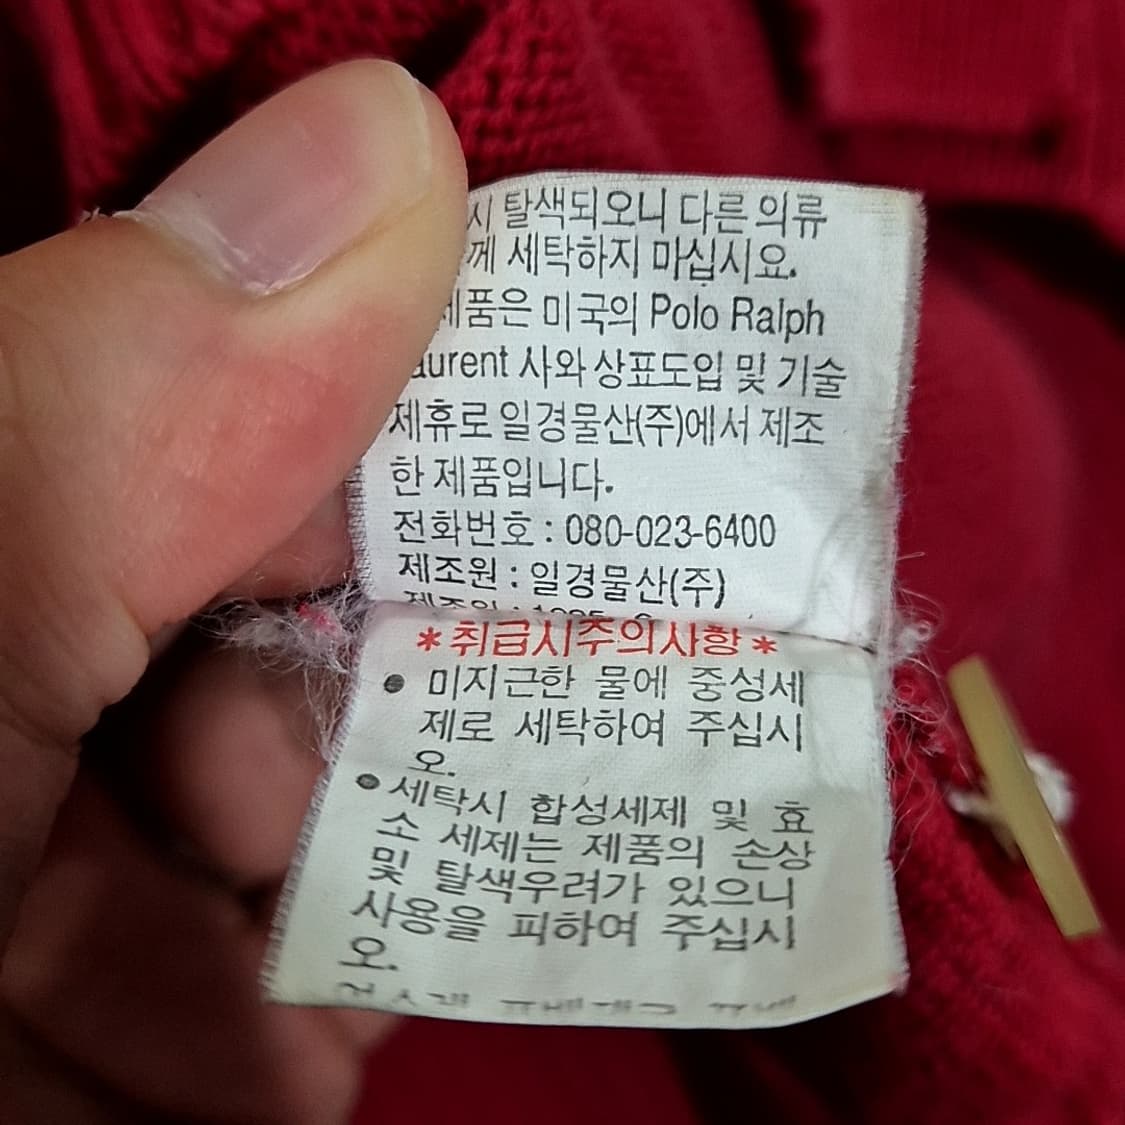 탈색되오니 다른 의류
께 세탁하지 마십시요.
제품은 미국의 Polo Ralph
aurent 사와 상표도입 및 기술
제휴로 일경물산(주)에서 제조
한 제품입니다.
전화번호 : 080-023-6400
제조원 : 일경물산(주)
*취급시주의사항*
● 미지근한 물에 중성세
제로 세탁하여 주십시
오.
● 세탁시 합성세제 및 효
소 세제는 제품의 손상
및 탈색우려가 있으니
사용을 피하여 주십시
오.